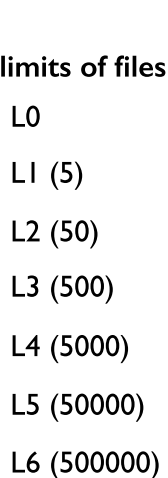 limits of files
L0
L1 (5)
L2 (50)
L3 (500)
L4 (5000)
L5 (50000)
L6 (500000)